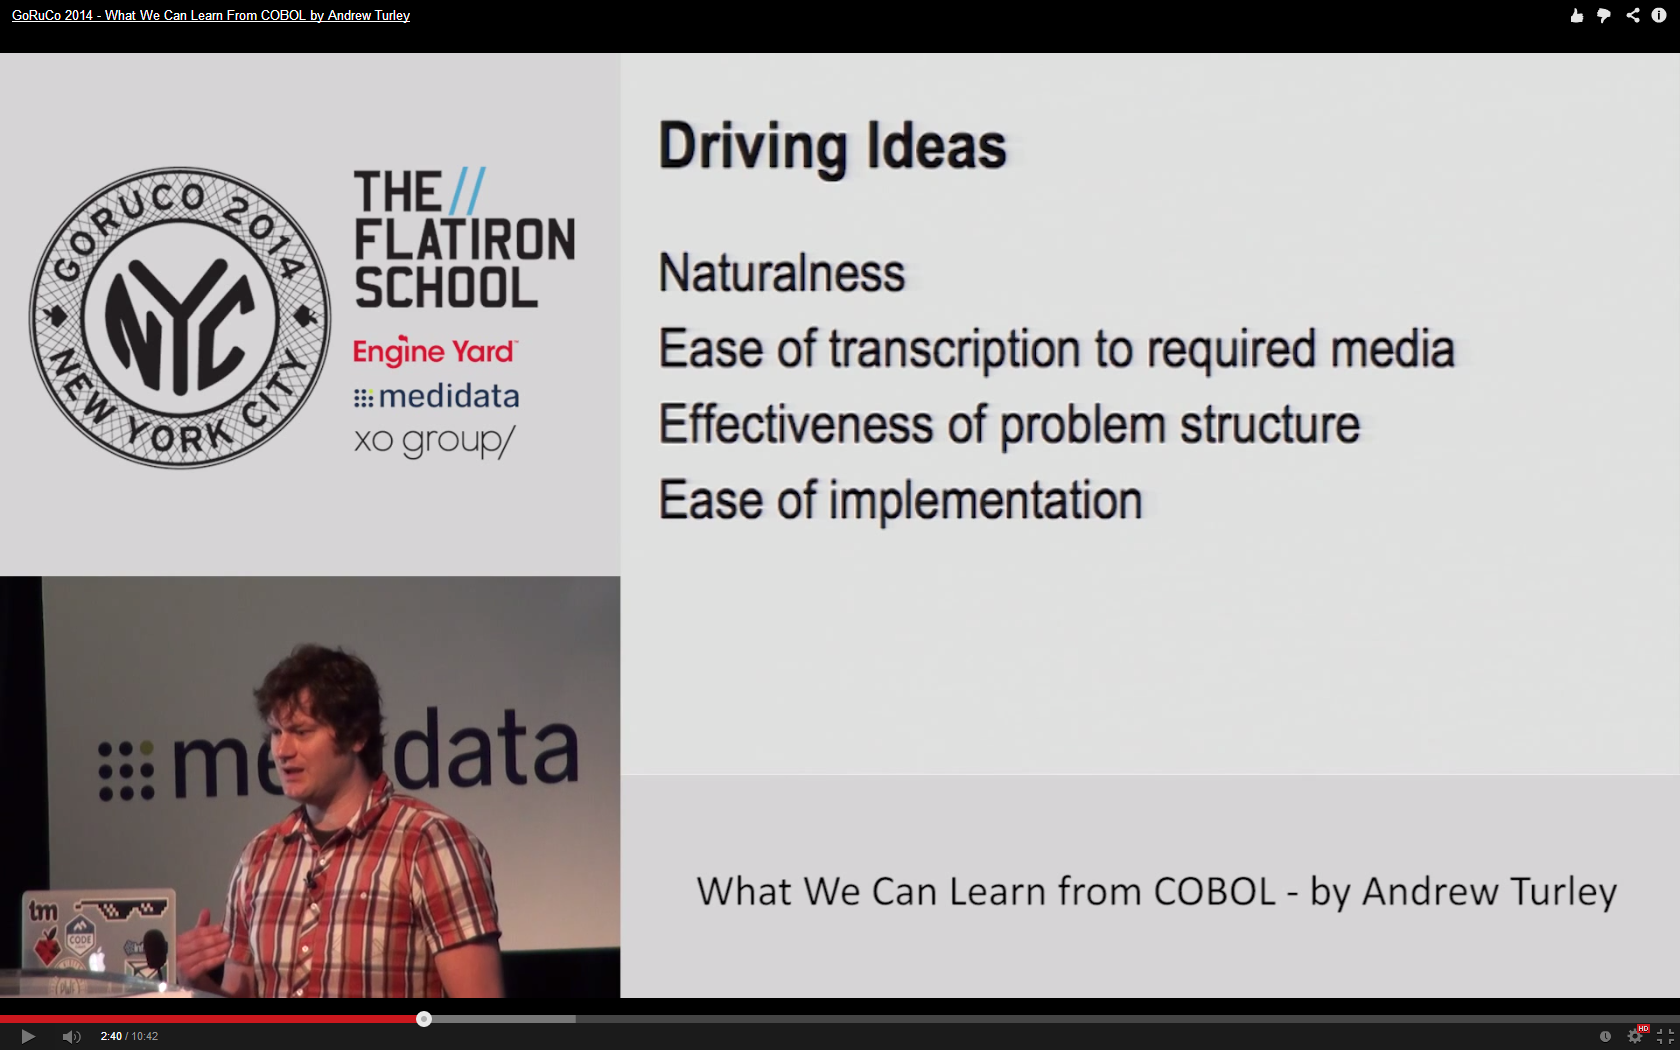 GoRuCo 2014 - What We Can Learn From COBOL by Andrew Turley
GORUCO 2014
NYC
NEW YORK CITY
THE //
FLATIRON
SCHOOL
Engine Yard™
medidata
xo group/
Driving Ideas
Naturalness
Ease of transcription to required media
Effectiveness of problem structure
Ease of implementation
data
tm
CODE
What We Can Learn from COBOL - by Andrew Turley
2:40 / 10:42
HD